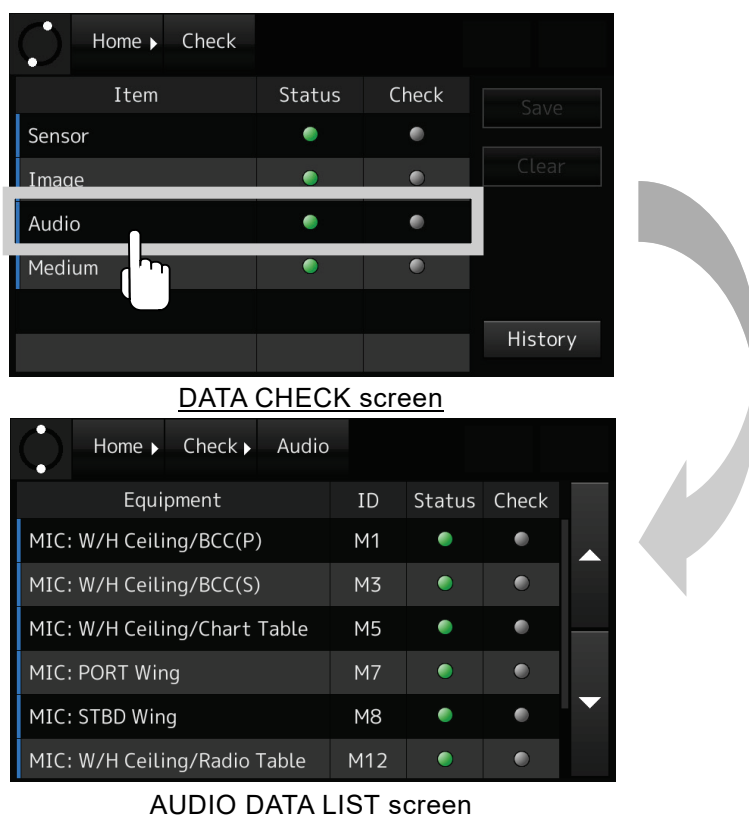 Home Check
Item Status Check
Save
Sensor
Clear
Image
Audio
Medium
History
DATA CHECK screen
Home Check Audio
Equipment ID Status Check
MIC: W/H Ceiling/BCC(P) M1
MIC: W/H Ceiling/BCC(S) M3
MIC: W/H Ceiling/Chart Table M5
MIC: PORT Wing M7
MIC: STBD Wing M8
MIC: W/H Ceiling/Radio Table M12
AUDIO DATA LIST screen